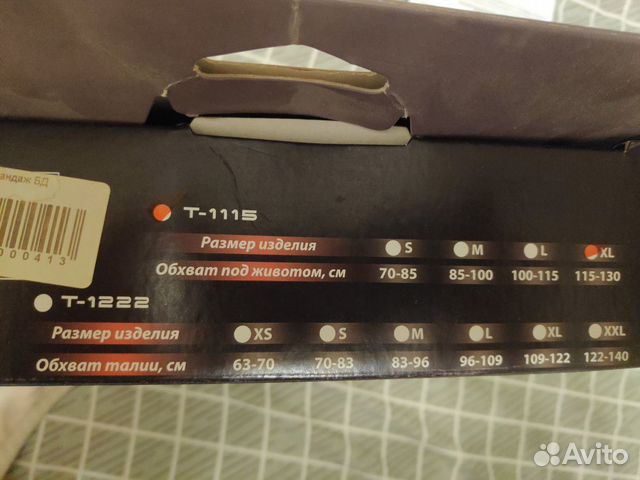 андаж БД
000413
T-1115
Размер изделия S M L XL
Обхват под животом, см 70-85 85-100 100-115 115-130
T-1222
Размер изделия XS S M L XL XXL
Обхват талии, см 63-70 70-83 83-96 96-109 109-122 122-140
Avito